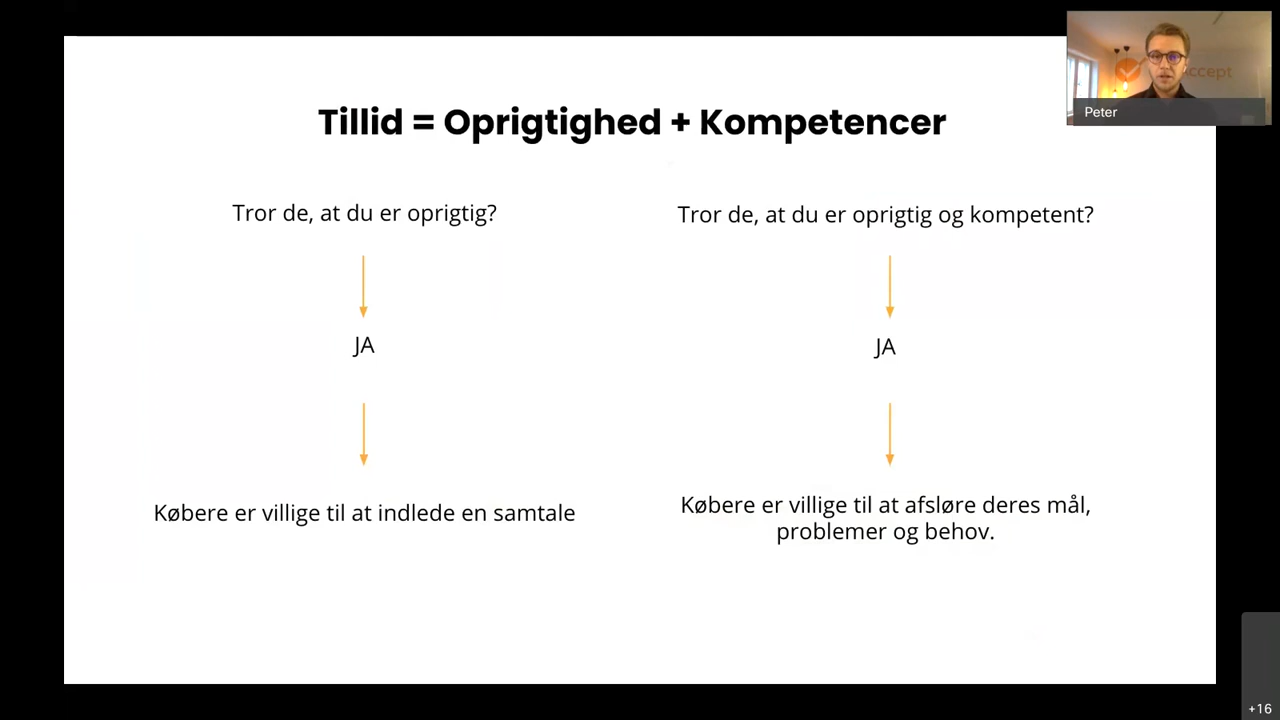 Tillid = Oprigtighed + Kompetencer
ccept
Peter
Tror de, at du er oprigtig?
Tror de, at du er oprigtig og kompetent?
JA
JA
Købere er villige til at indlede en samtale
Købere er villige til at afsløre deres mål,
problemer og behov.
+16